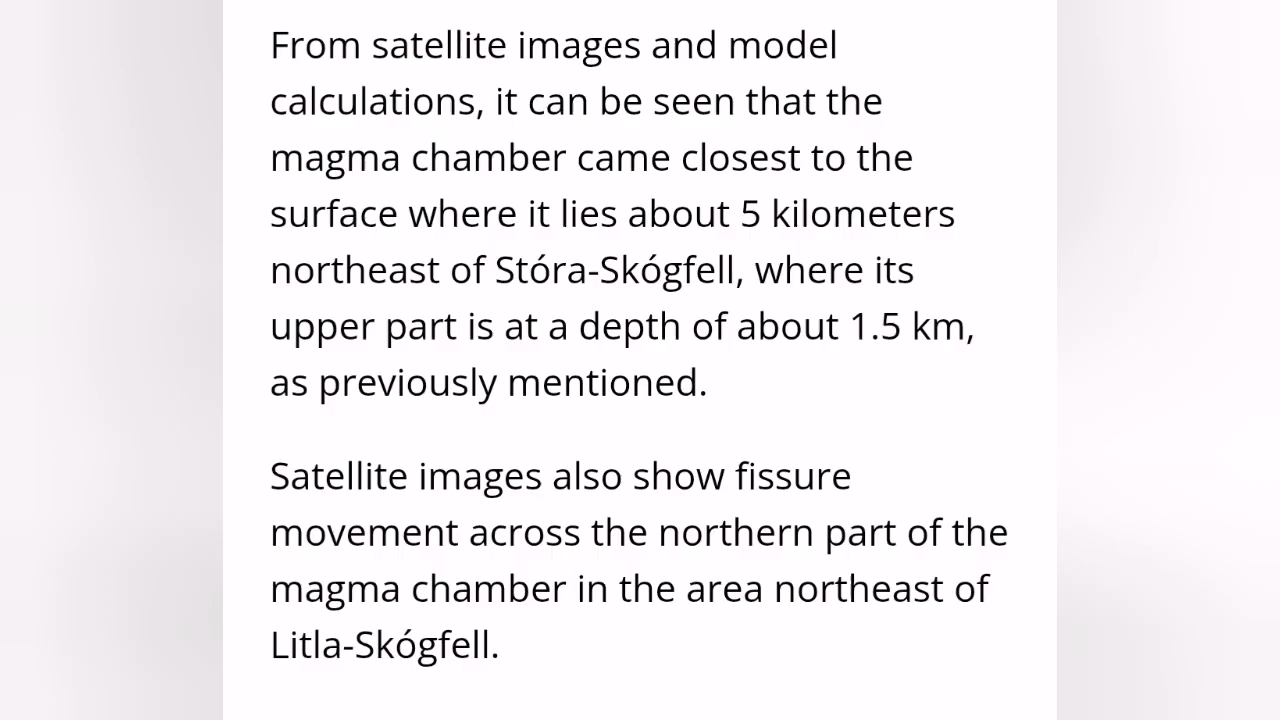 From satellite images and model
calculations, it can be seen that the
magma chamber came closest to the
surface where it lies about 5 kilometers
northeast of Stóra-Skógfell, where its
upper part is at a depth of about 1.5 km,
as previously mentioned.
Satellite images also show fissure
movement across the northern part of the
magma chamber in the area northeast of
Litla-Skógfell.